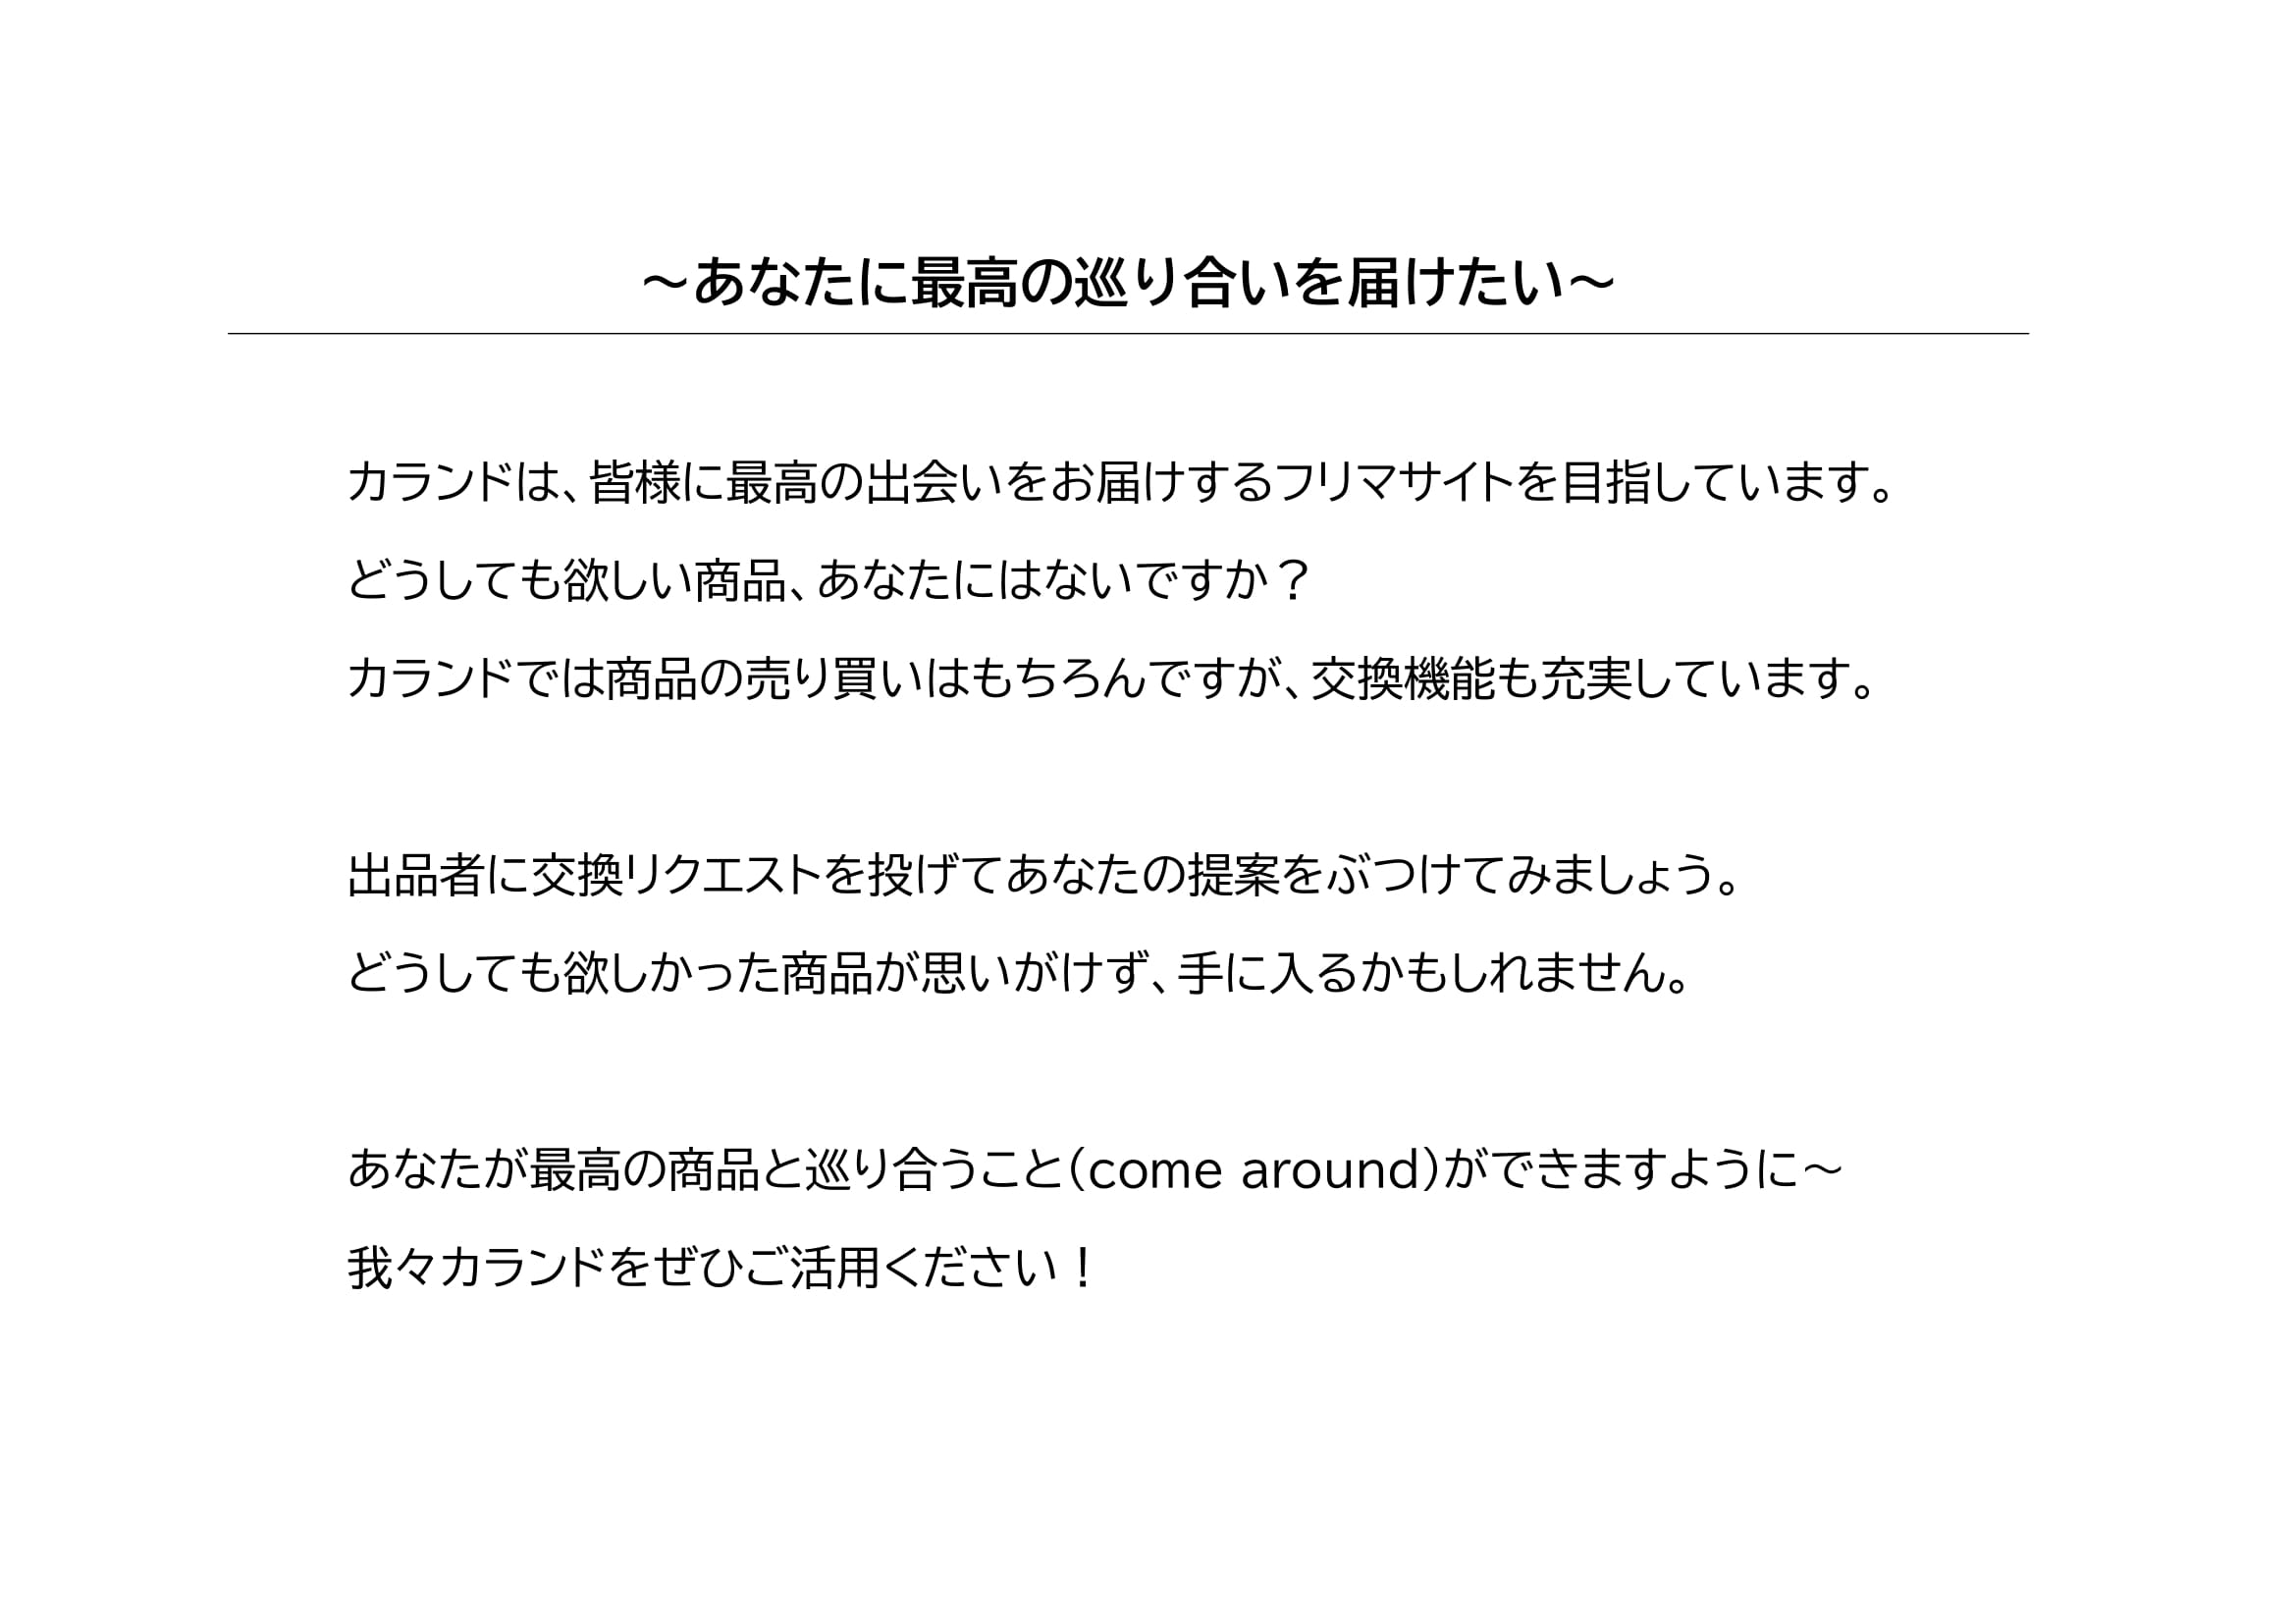 ～あなたに最高の巡り合いを届けたい～
カランドは、皆様に最高の出会いをお届けするフリマサイトを目指しています。
どうしても欲しい商品、あなたにはないですか？
カランドでは商品の売り買いはもちろんですが、交換機能も充実しています。
出品者に交換リクエストを投げてあなたの提案をぶつけてみましょう。
どうしても欲しかった商品が思いがけず、手に入るかもしれません。
あなたが最高の商品と巡り合うこと（come around）ができますように～
我々カランドをぜひご活用ください！